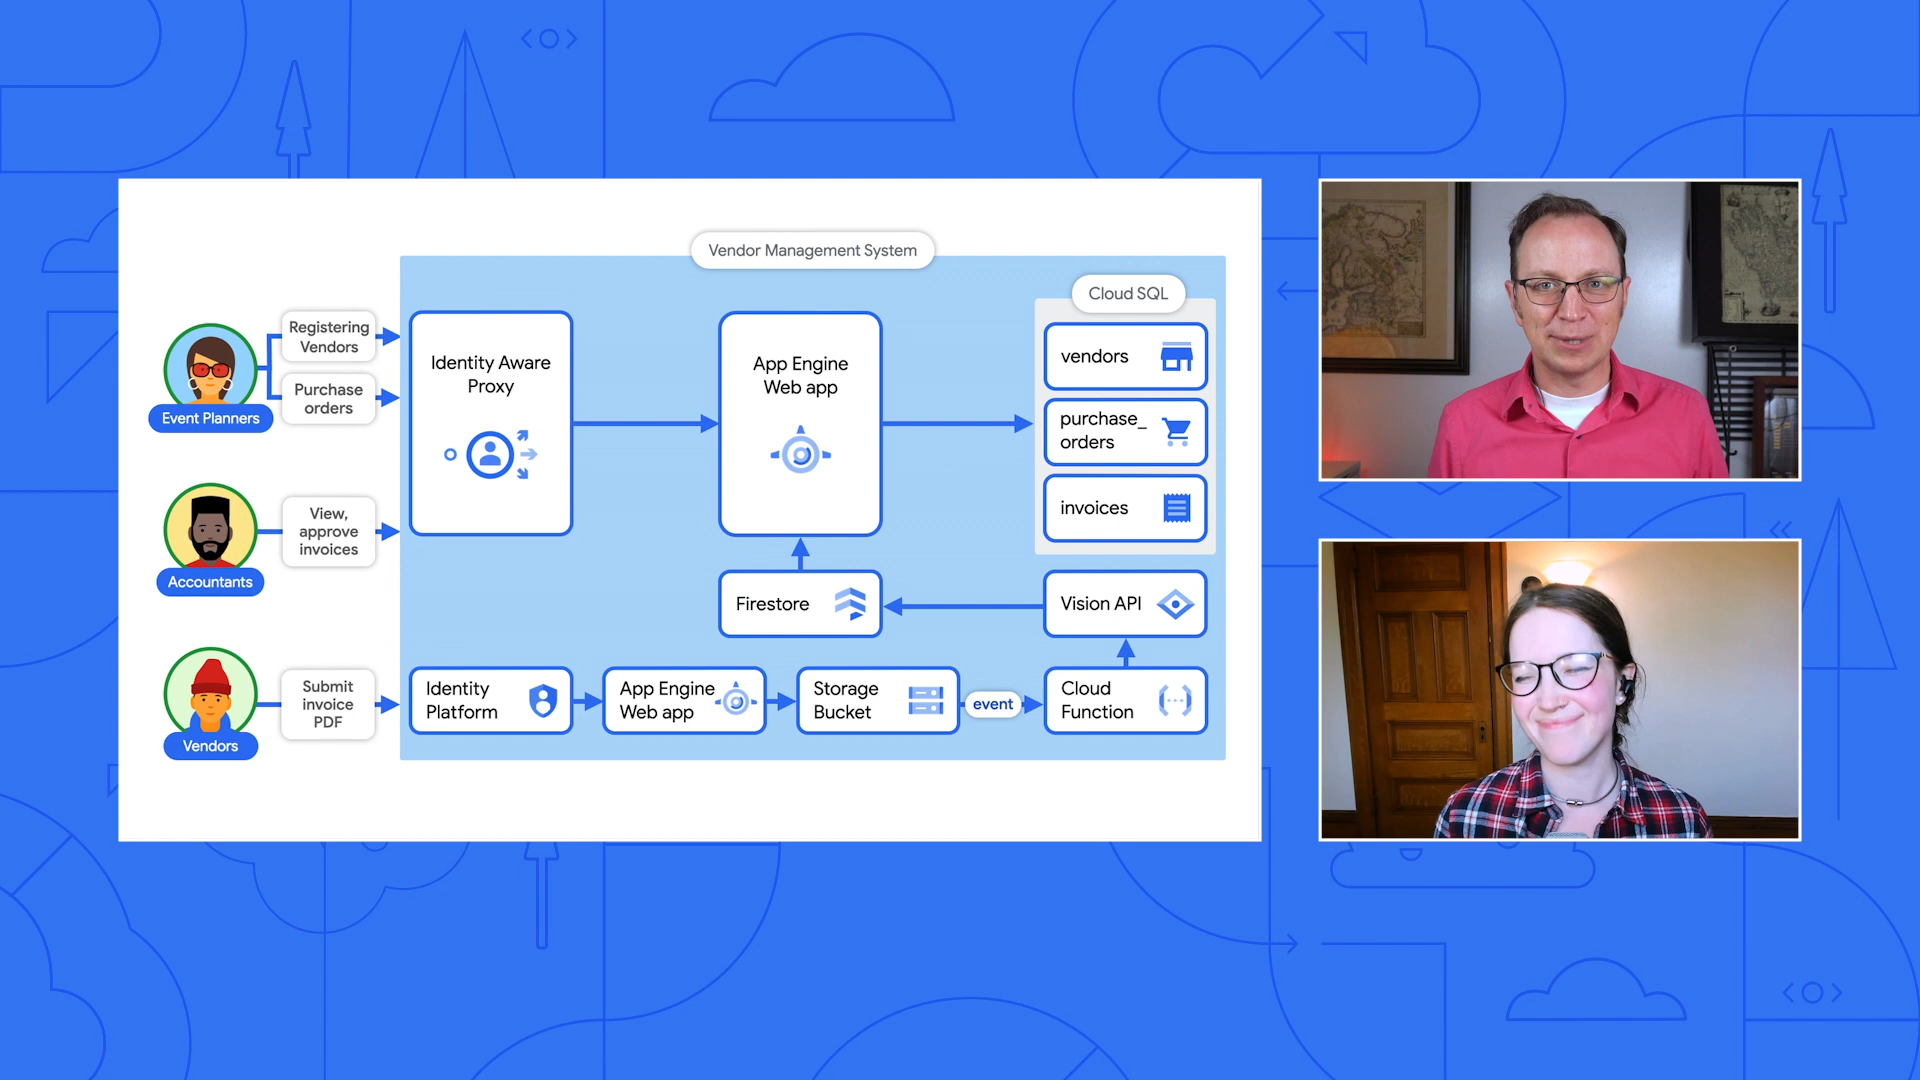 Vendor Management System
Cloud SQL
Registering
Vendors
Purchase
orders
Event Planners
Identity Aware
Proxy
App Engine
Web app
vendors
purchase_
orders
invoices
View,
approve
invoices
Accountants
Firestore
Vision API
Submit
invoice
PDF
Vendors
Identity
Platform
App Engine
Web app
Storage
Bucket
event
Cloud
Function